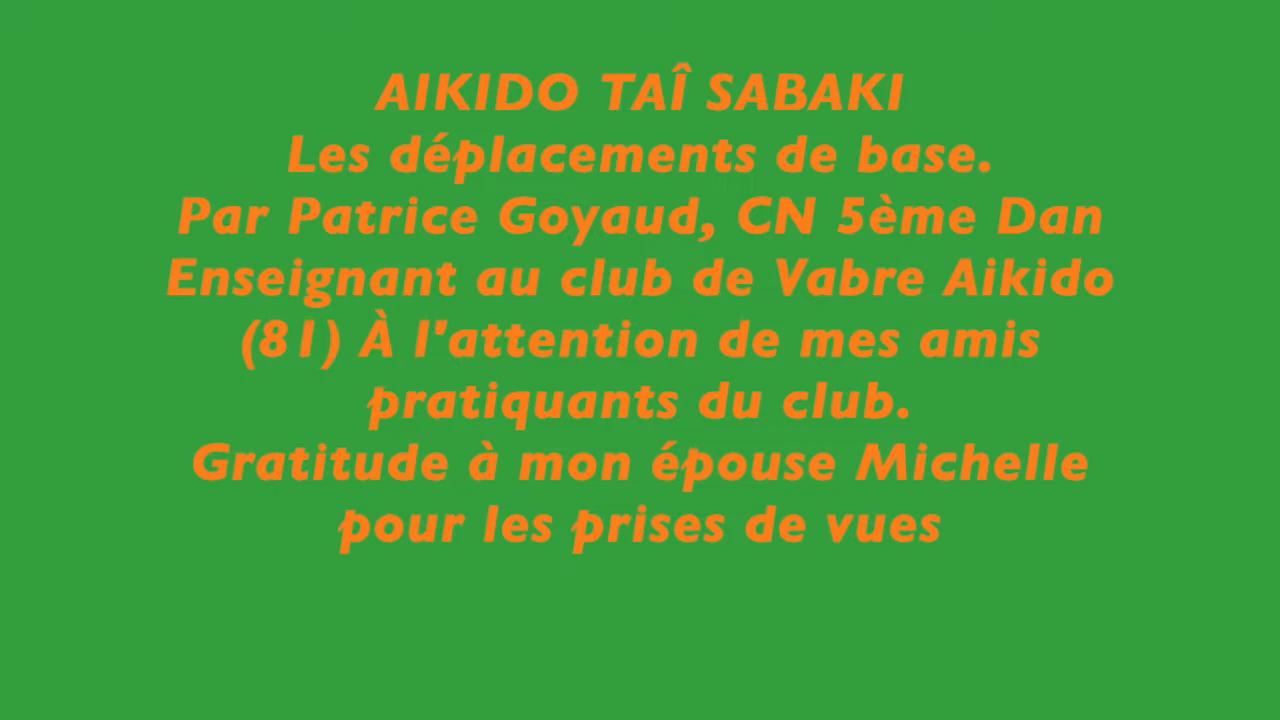 AIKIDO TAÎ SABAKI
Les déplacements de base.
Par Patrice Goyaud, CN 5ème Dan
Enseignant au club de Vabre Aikido
(81) À l'attention de mes amis
pratiquants du club.
Gratitude à mon épouse Michelle
pour les prises de vues